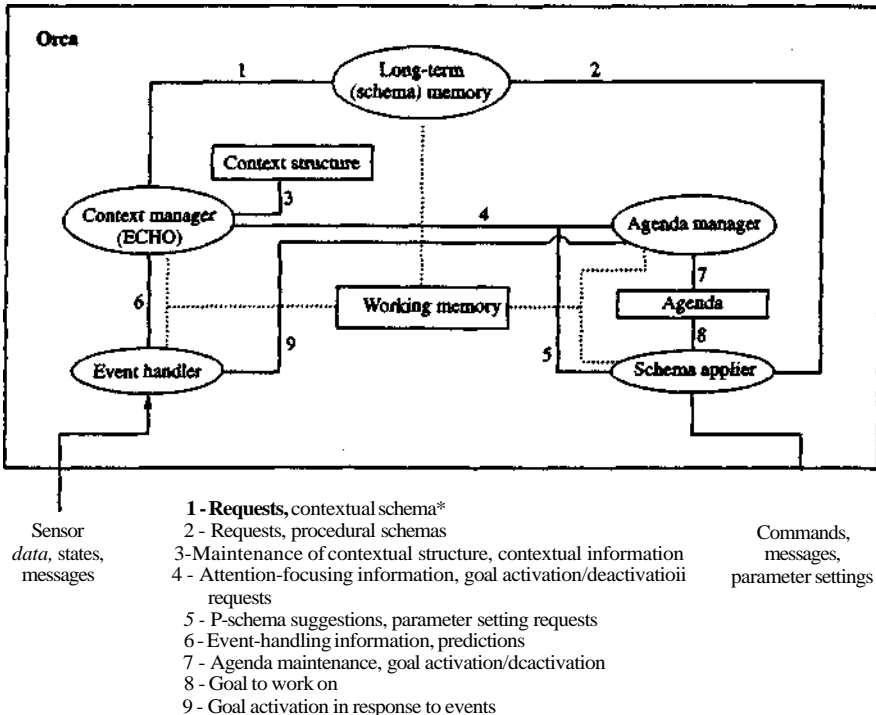 Orca
1
2
Long-term
(schema) memory
Context structure
3
Context manager
(ECHO)
4
Agenda manager
7
6
Working memory
Agenda
9
8
5
Event handler
Schema applier
1 - Requests, contextual schema*
Sensor
data, states,
messages
Commands,
messages,
parameter settings
2 - Requests, procedural schemas
3-Maintenance of contextual structure, contextual information
4 - Attention-focusing information, goal activation/deactivatioii
requests
5 - P-schema suggestions, parameter setting requests
6 - Event-handling information, predictions
7 - Agenda maintenance, goal activation/dcactivation
8 - Goal to work on
9 - Goal activation in response to events